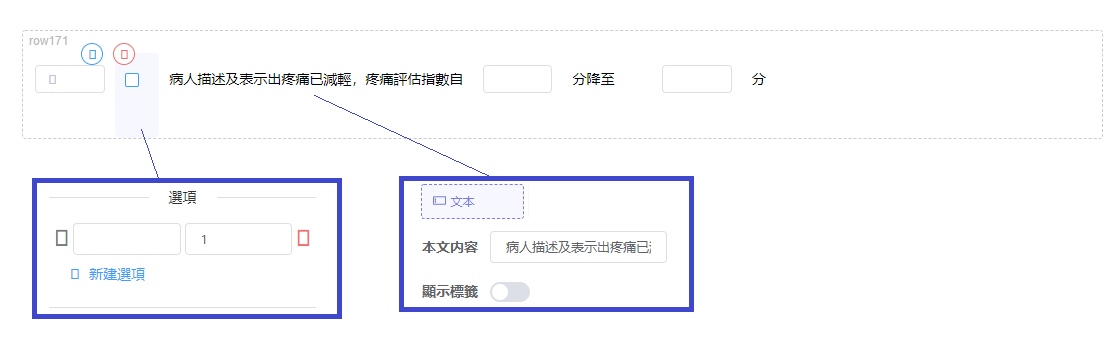 row171
病人描述及表示出疼痛已減輕，疼痛評估指數自 分降至 分
選項
1
新建選項
文本
本文内容 病人描述及表示出疼痛已
顯示標籤